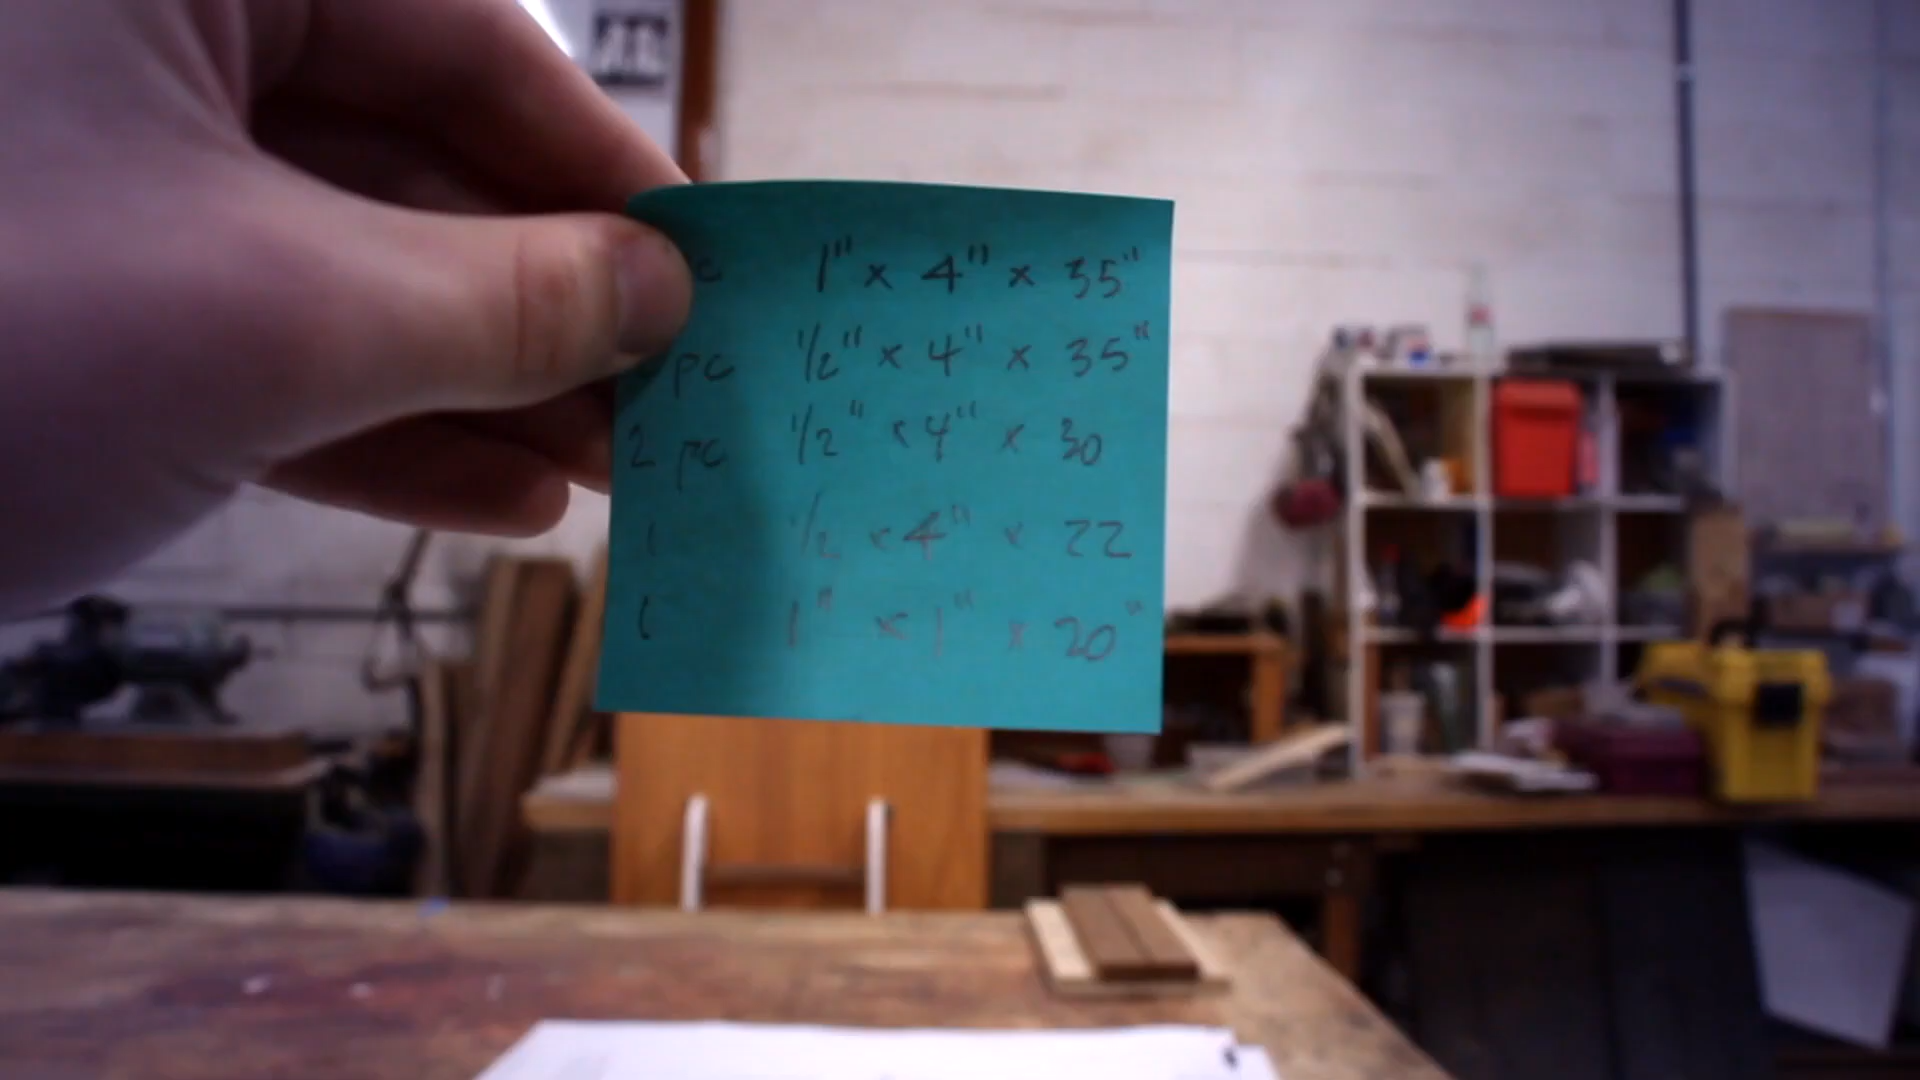 1" x 4" x 35"
pc 1/2" x 4" x 35"
2 pc 1/2" x 4" x 30
1 1/2 x 4" x 22
1 1" x 1" x 20"